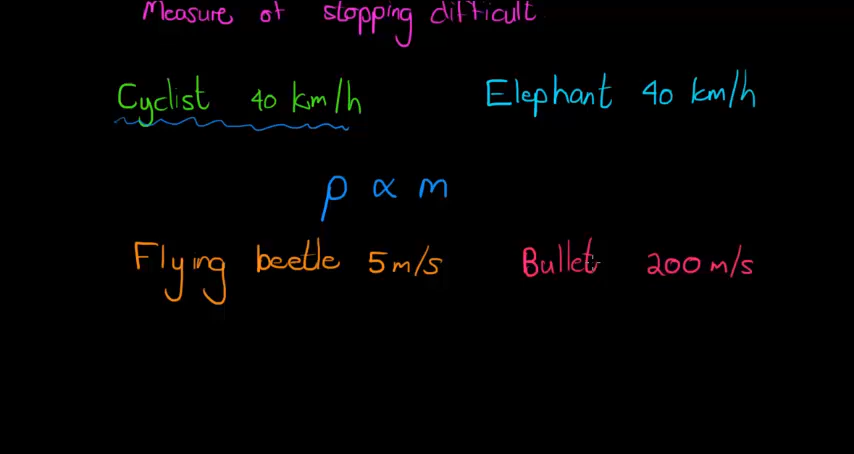 Measure of stopping difficult
Cyclist 40 km/h Elephant 40 km/h
p ∝ m
Flying beetle 5 m/s Bullet 200 m/s